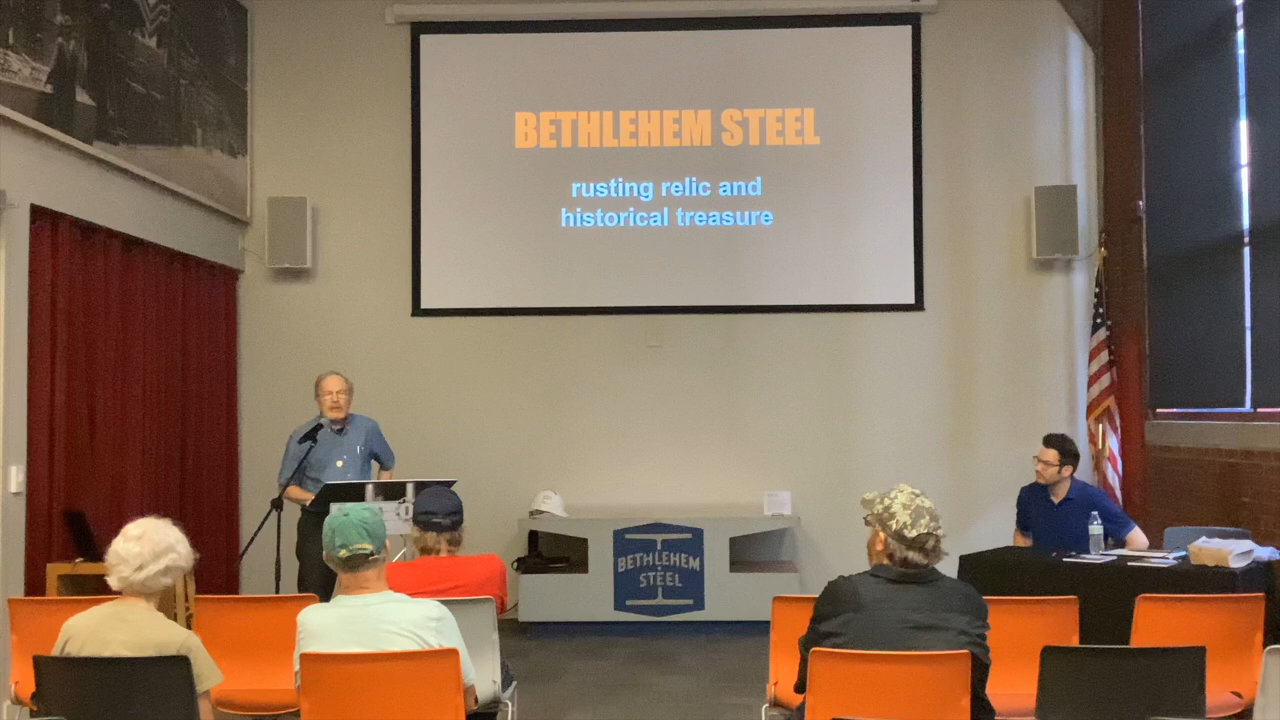 BETHLEHEM STEEL
rusting relic and
historical treasure
BETHLEHEM
STEEL